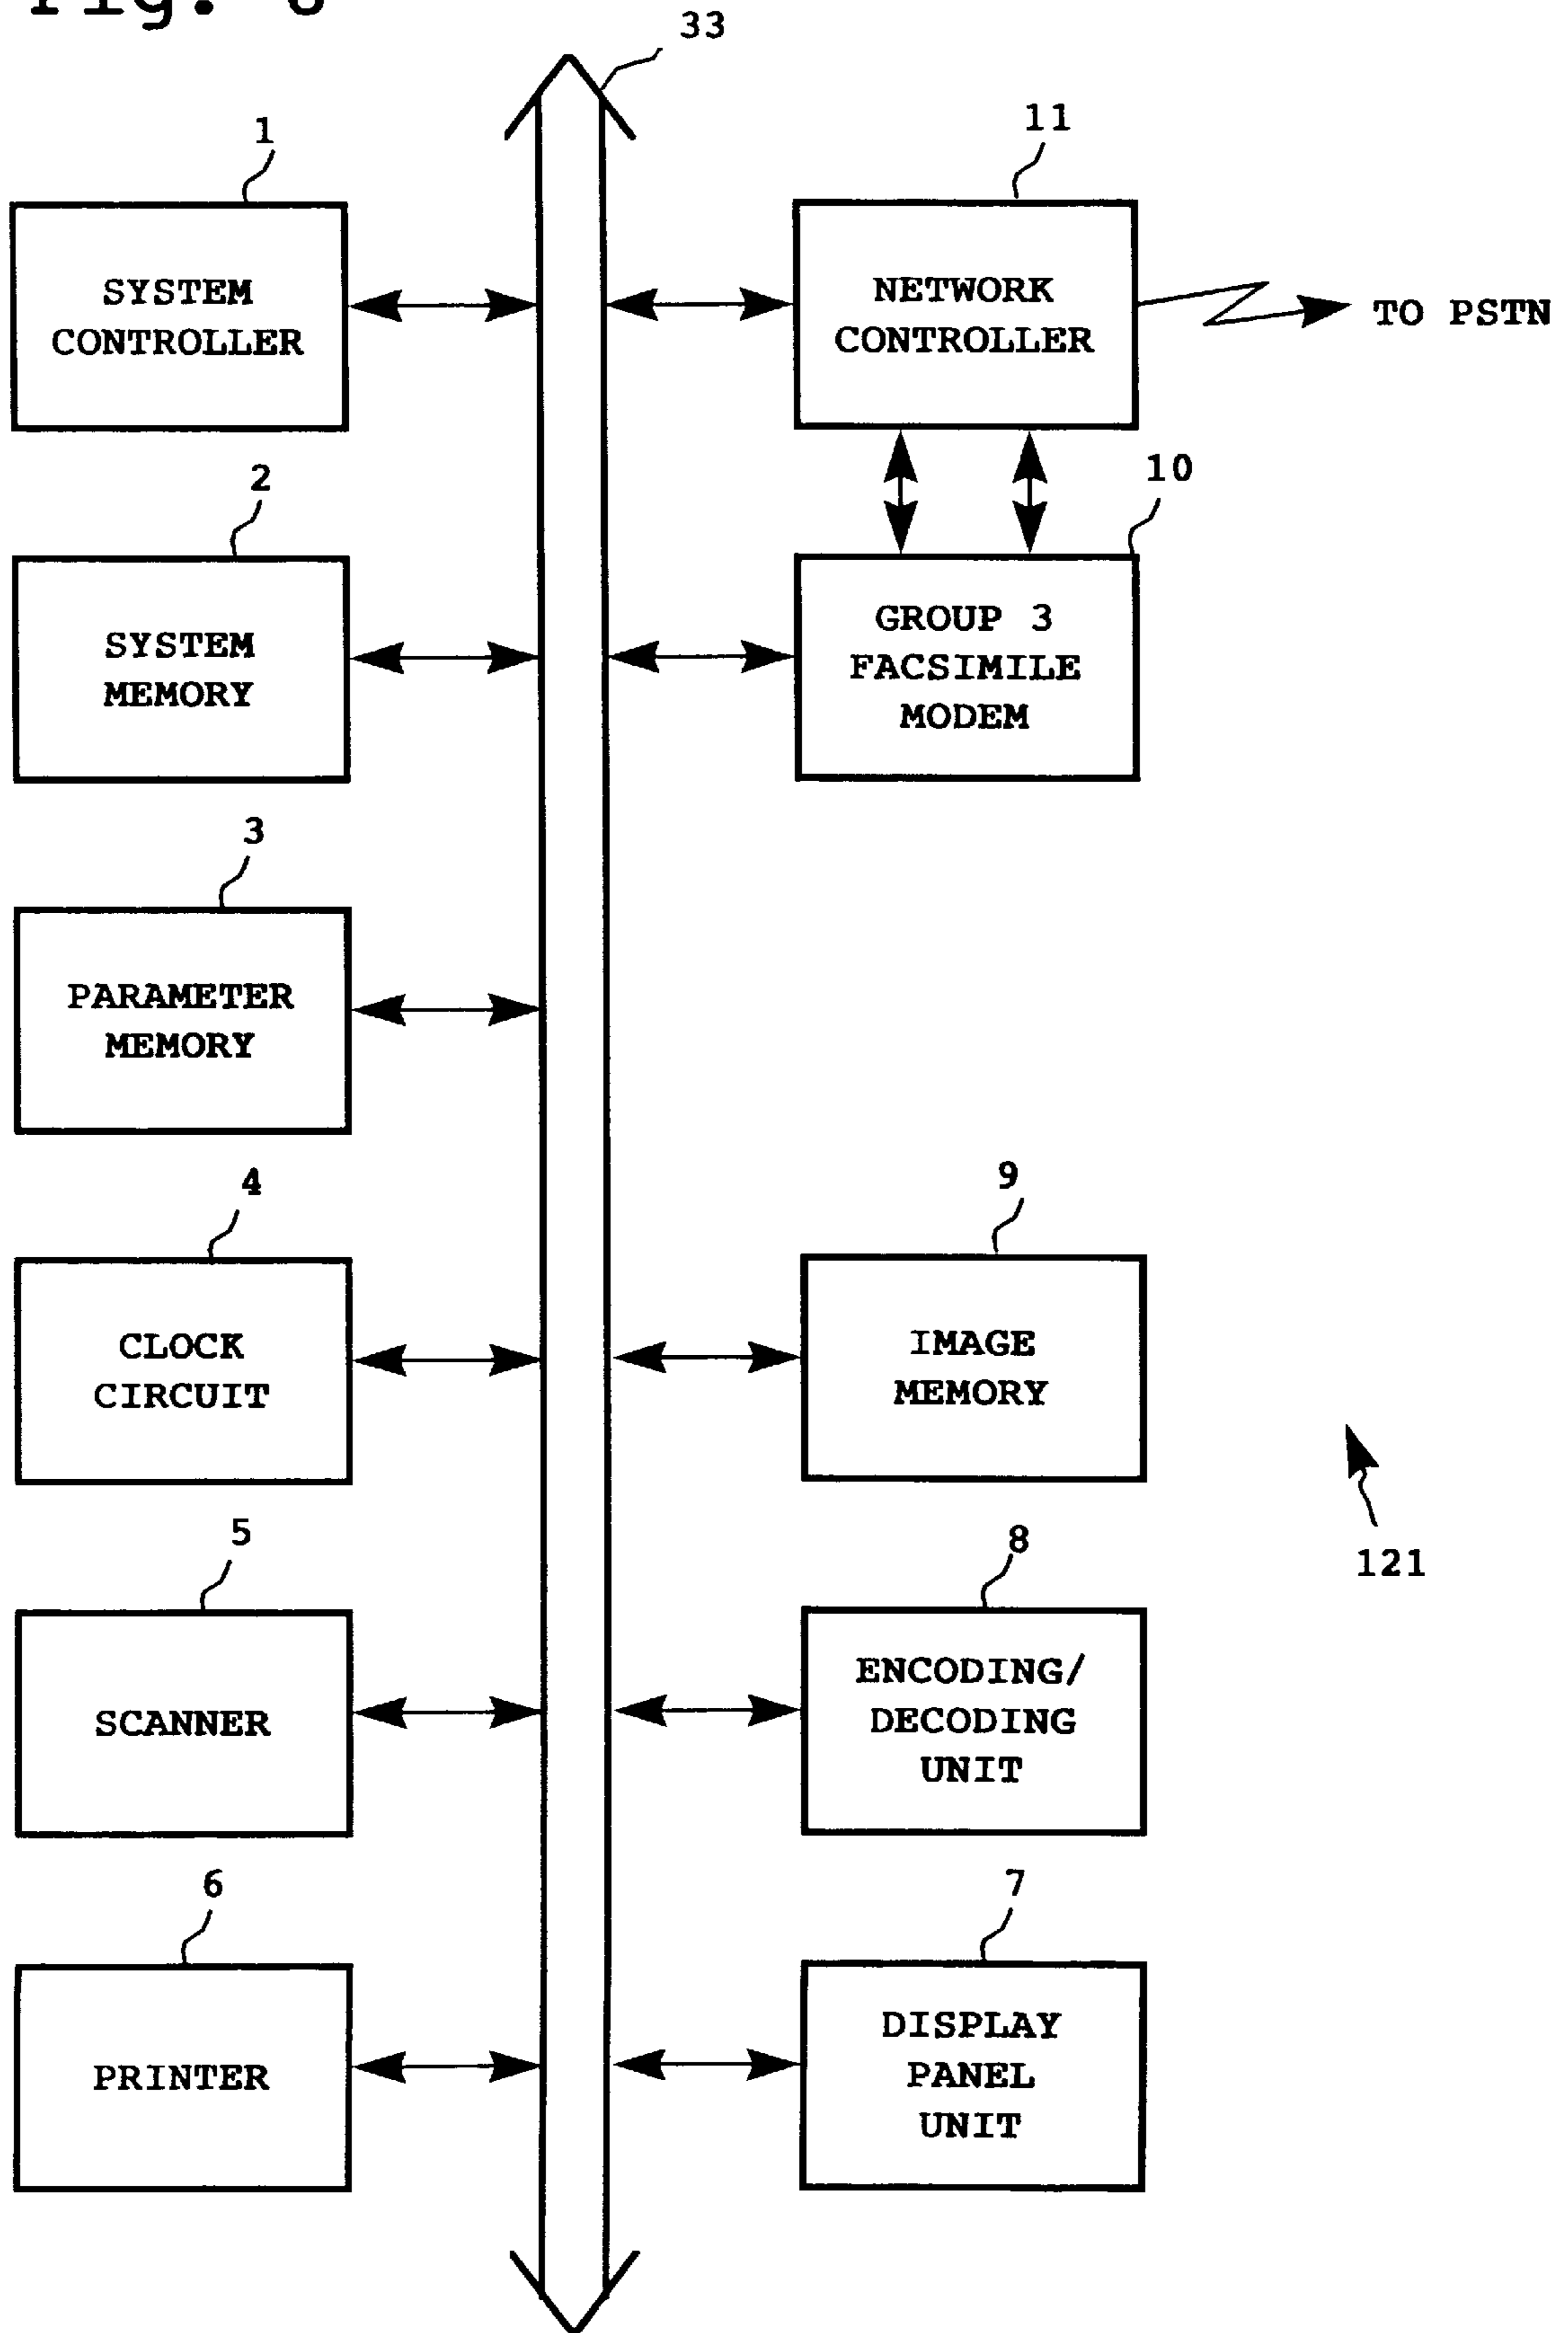 Fig.
33
1
11
SYSTEM
CONTROLLER
NETWORK
CONTROLLER
TO PSTN
2
10
SYSTEM
MEMORY
GROUP 3
FACSIMILE
MODEM
3
PARAMETER
MEMORY
4
9
CLOCK
CIRCUIT
IMAGE
MEMORY
121
5
8
SCANNER
ENCODING/
DECODING
UNIT
6
7
PRINTER
DISPLAY
PANEL
UNIT